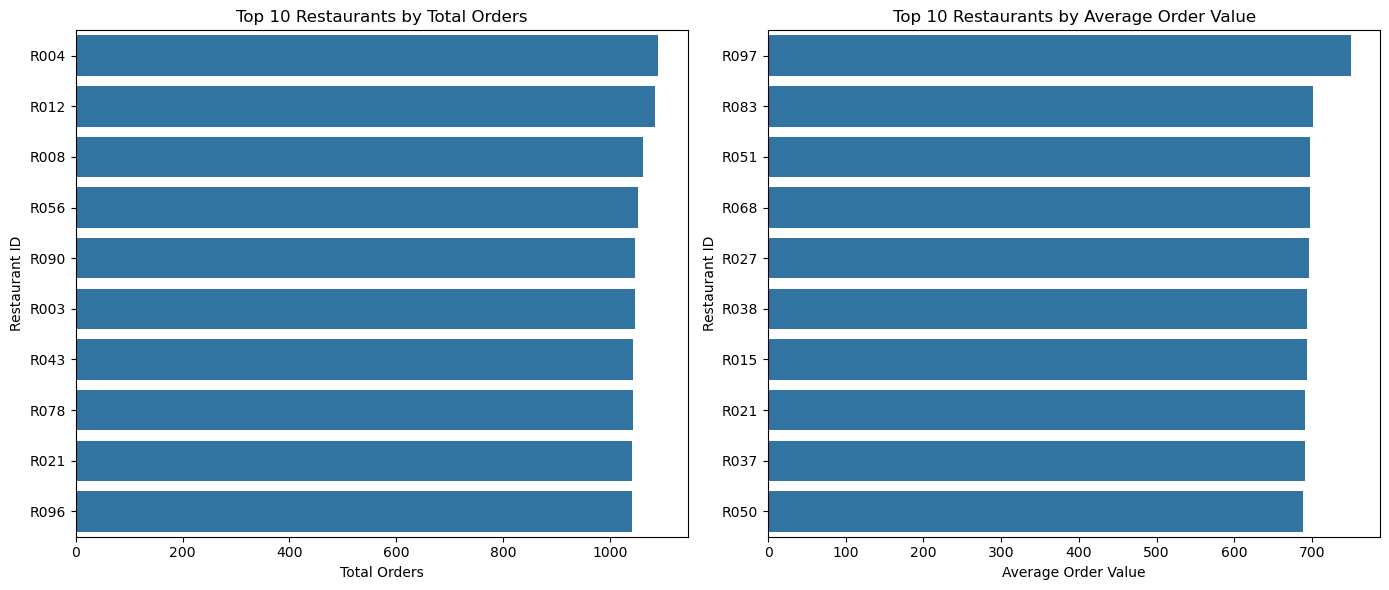 Top 10 Restaurants by Total Orders
Restaurant ID
R004
R012
R008
R056
R090
R003
R043
R078
R021
R096
0 200 400 600 800 1000
Total Orders
Top 10 Restaurants by Average Order Value
Restaurant ID
R097
R083
R051
R068
R027
R038
R015
R021
R037
R050
0 100 200 300 400 500 600 700
Average Order Value